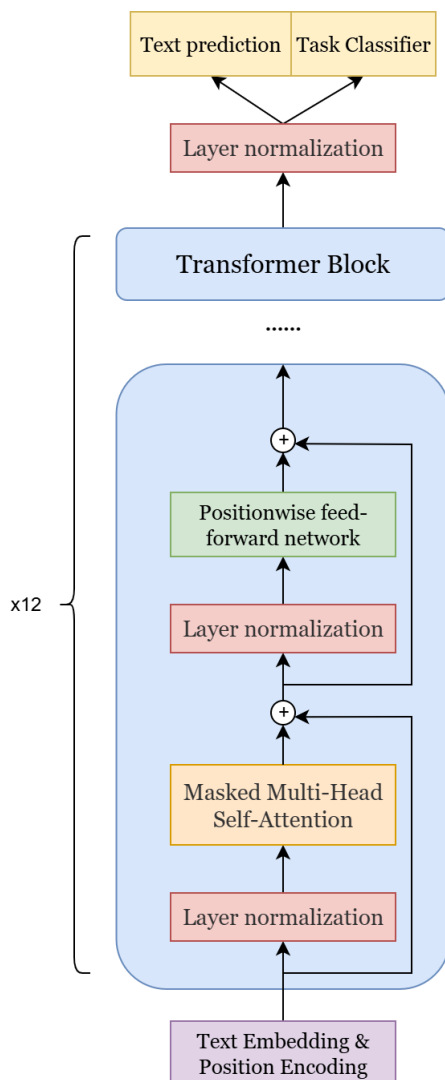 Text prediction
Task Classifier
Layer normalization
Transformer Block
......
+
Positionwise feed-
forward network
x12
Layer normalization
+
Masked Multi-Head
Self-Attention
Layer normalization
Text Embedding &
Position Encoding